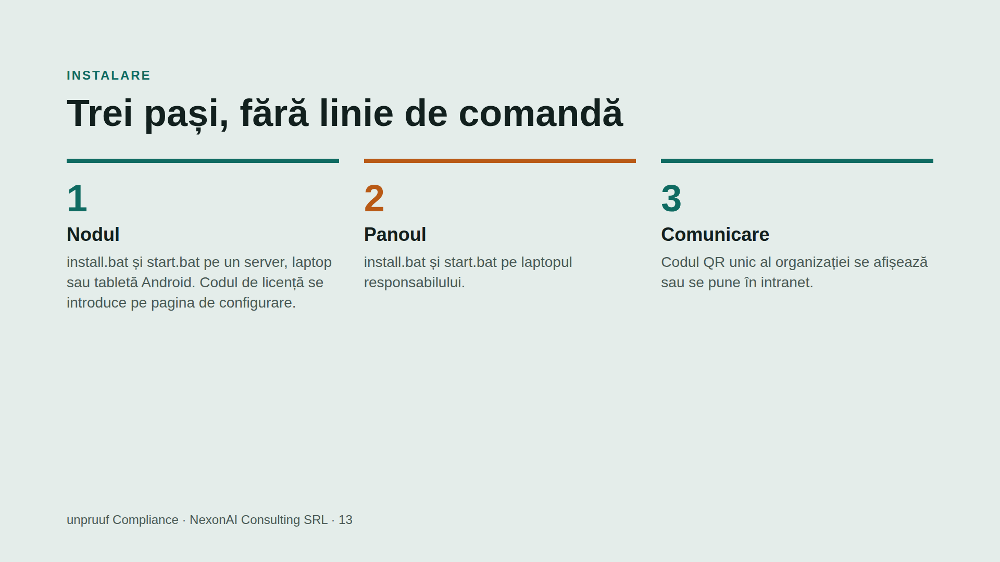 INSTALARE
Trei pași, fără linie de comandă
1
Nodul
install.bat și start.bat pe un server, laptop
sau tabletă Android. Codul de licență se
introduce pe pagina de configurare.
2
Panoul
install.bat și start.bat pe laptopul
responsabilului.
3
Comunicare
Codul QR unic al organizației se afișează
sau se pune în intranet.
unpruuf Compliance · NexonAI Consulting SRL · 13